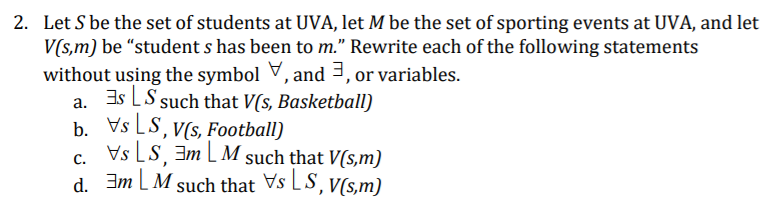 2. Let S be the set of students at UVA, let M be the set of sporting events at UVA, and let
V(s,m) be “student s has been to m.” Rewrite each of the following statements
without using the symbol ∀, and ∃, or variables.
a. ∃s ⌊ S such that V(s, Basketball)
b. ∀s ⌊ S, V(s, Football)
c. ∀s ⌊ S, ∃m ⌊ M such that V(s,m)
d. ∃m ⌊ M such that ∀s ⌊ S, V(s,m)